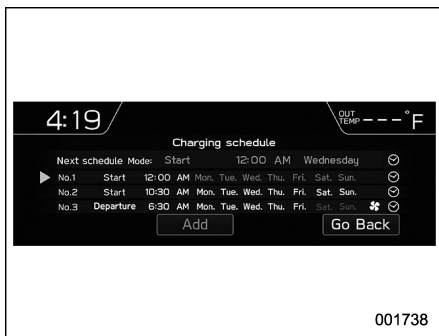 4:19 OUT TEMP ---°F
Charging schedule
Next schedule Mode: Start 12:00 AM Wednesday
No.1 Start 12:00 AM Mon. Tue. Wed. Thu. Fri. Sat. Sun.
No.2 Start 10:30 AM Mon. Tue. Wed. Thu. Fri. Sat. Sun.
No.3 Departure 6:30 AM Mon. Tue. Wed. Thu. Fri. Sat. Sun.
Add Go Back
001738